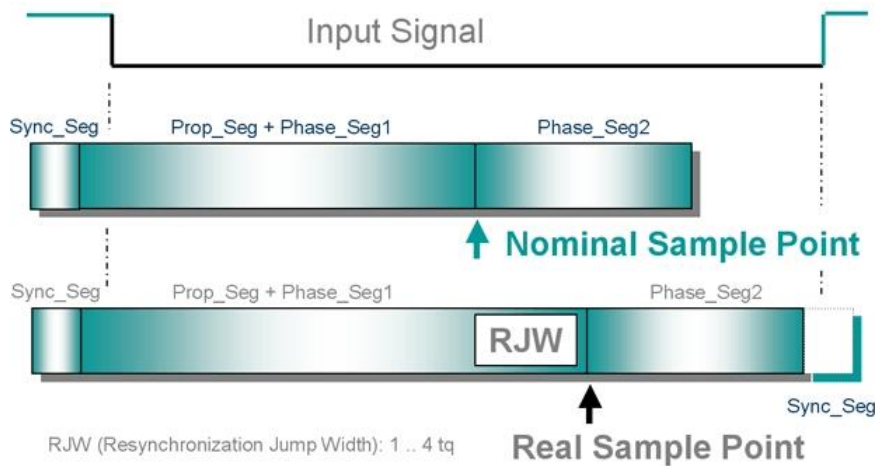 Input Signal
Sync_Seg
Prop_Seg + Phase_Seg1
Phase_Seg2
Nominal Sample Point
Sync_Seg
Prop_Seg + Phase_Seg1
Phase_Seg2
RJW
Sync_Seg
RJW (Resynchronization Jump Width): 1 .. 4 tq
Real Sample Point